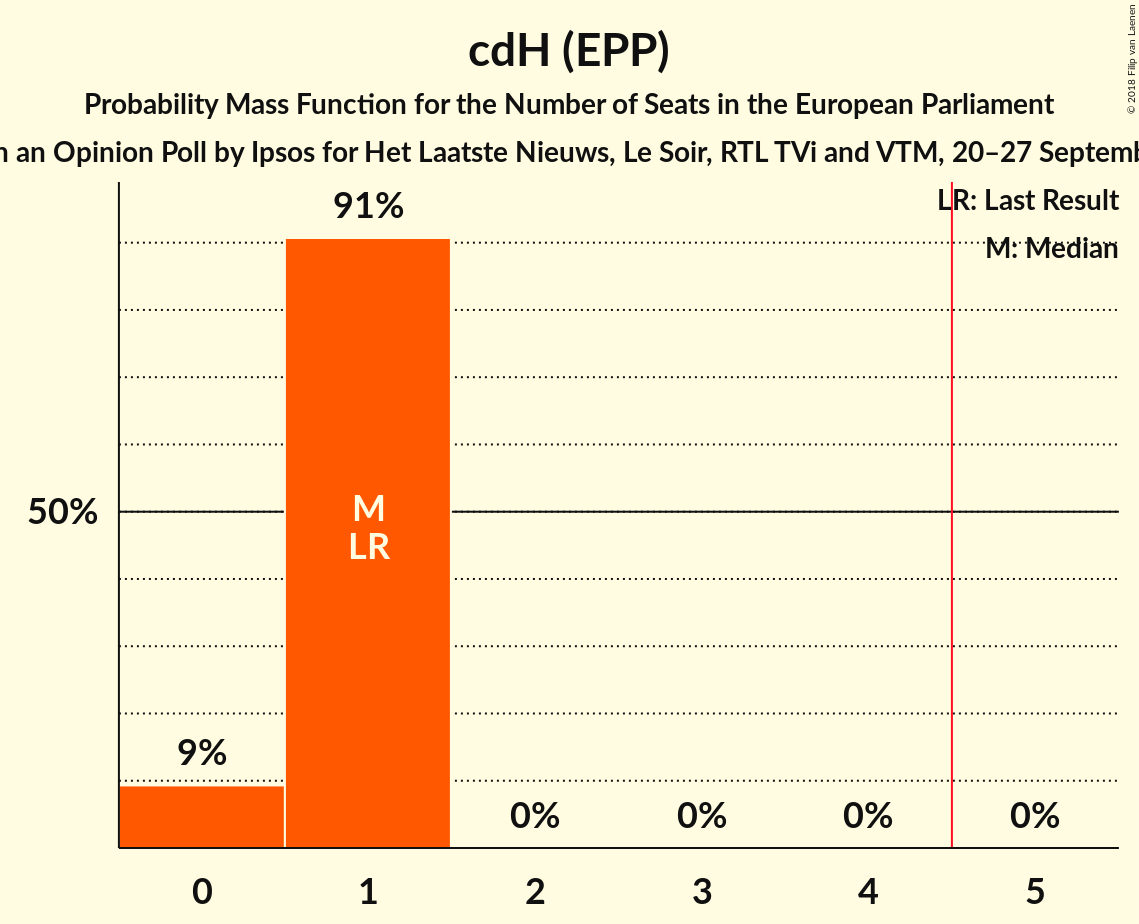 cdH (EPP)
Probability Mass Function for the Number of Seats in the European Parliament
an Opinion Poll by Ipsos for Het Laatste Nieuws, Le Soir, RTL TVi and VTM, 20–27
© 2018 Filip van Laenen
LR: Last Result
M: Median
91%
50%
M
LR
9%
0% 0% 0% 0%
0 1 2 3 4 5